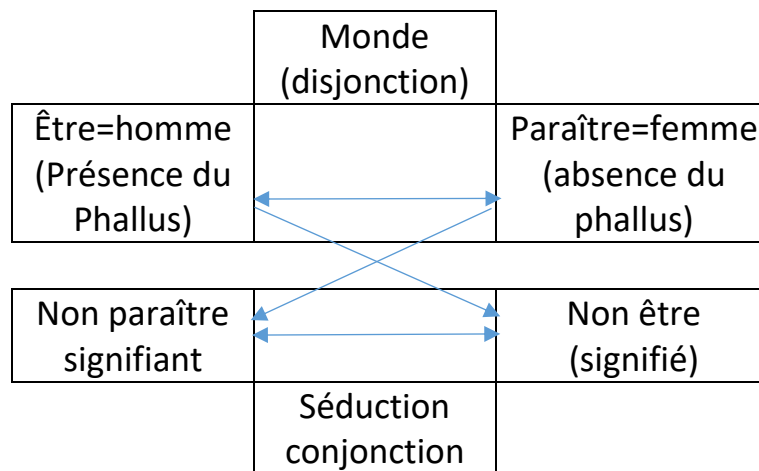 Monde
(disjonction)
Être=homme
(Présence du
Phallus)
Paraître=femme
(absence du
phallus)
Non paraître
signifiant
Non être
(signifié)
Séduction
conjonction